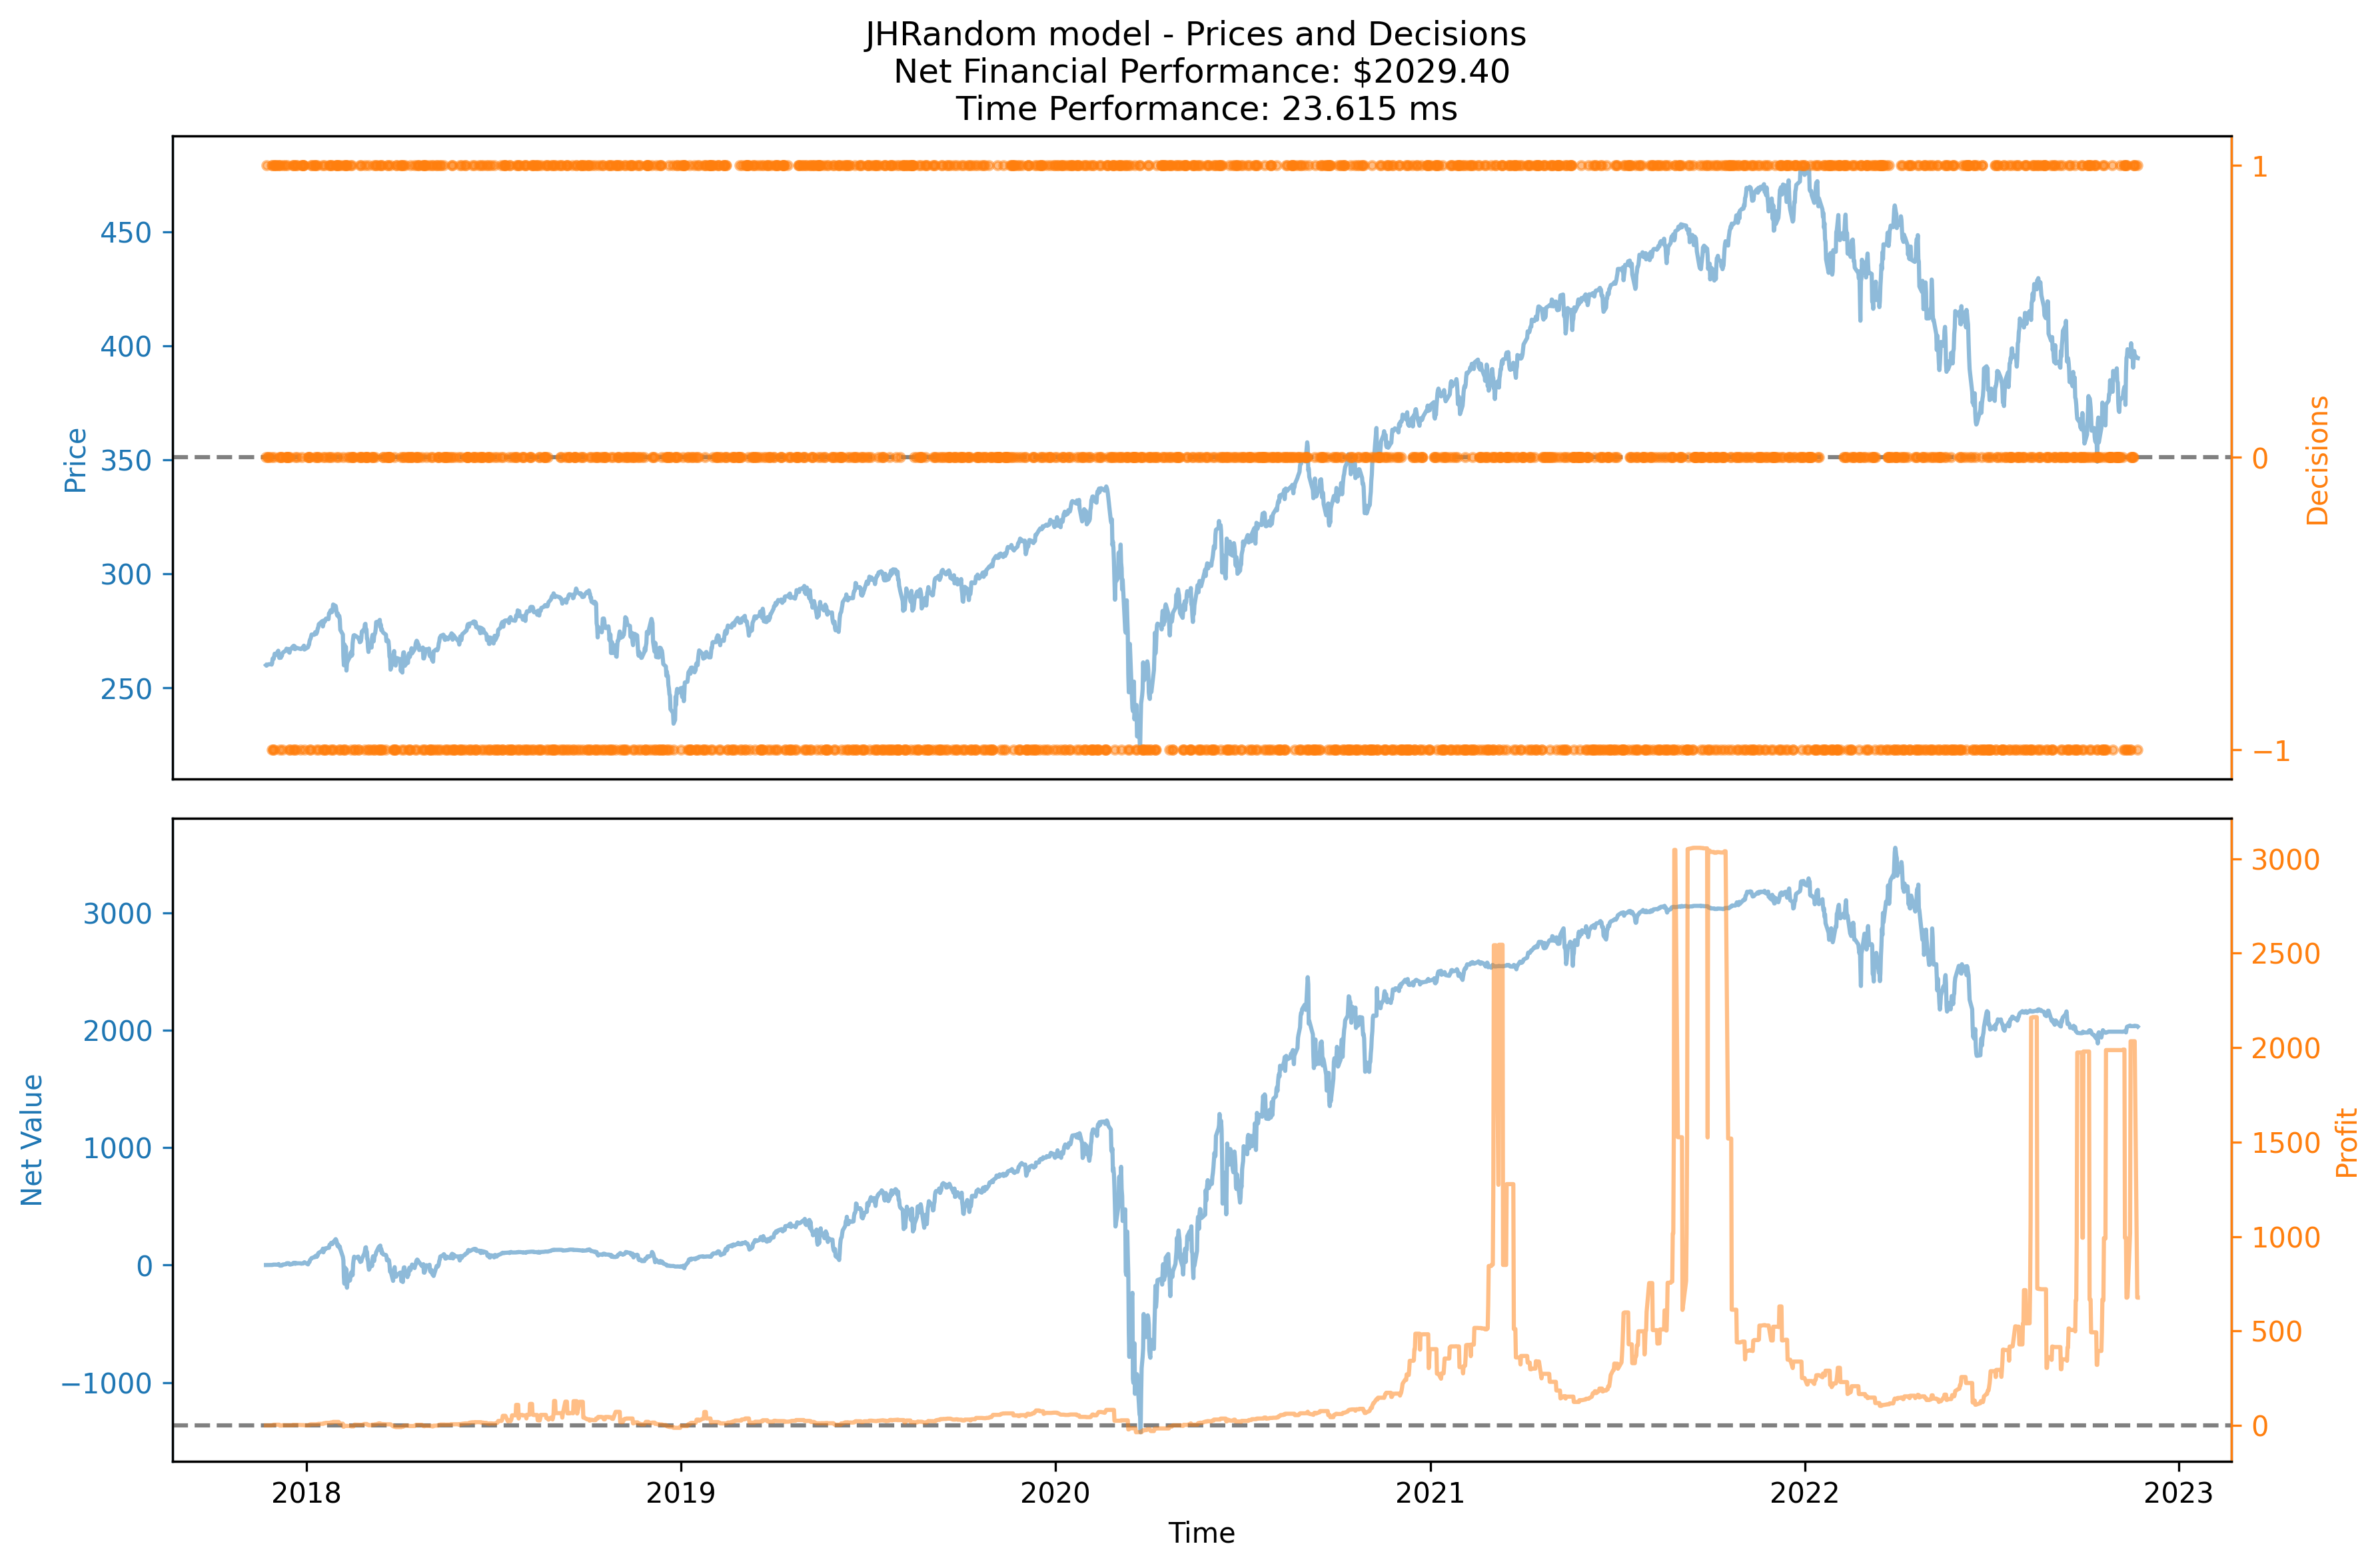 JHRandom model - Prices and Decisions
Net Financial Performance: $2029.40
Time Performance: 23.615 ms
450
400
350
300
250
Price
1
0
−1
Decisions
3000
2000
1000
0
−1000
Net Value
3000
2500
2000
1500
1000
500
0
Profit
2018 2019 2020 2021 2022 2023
Time